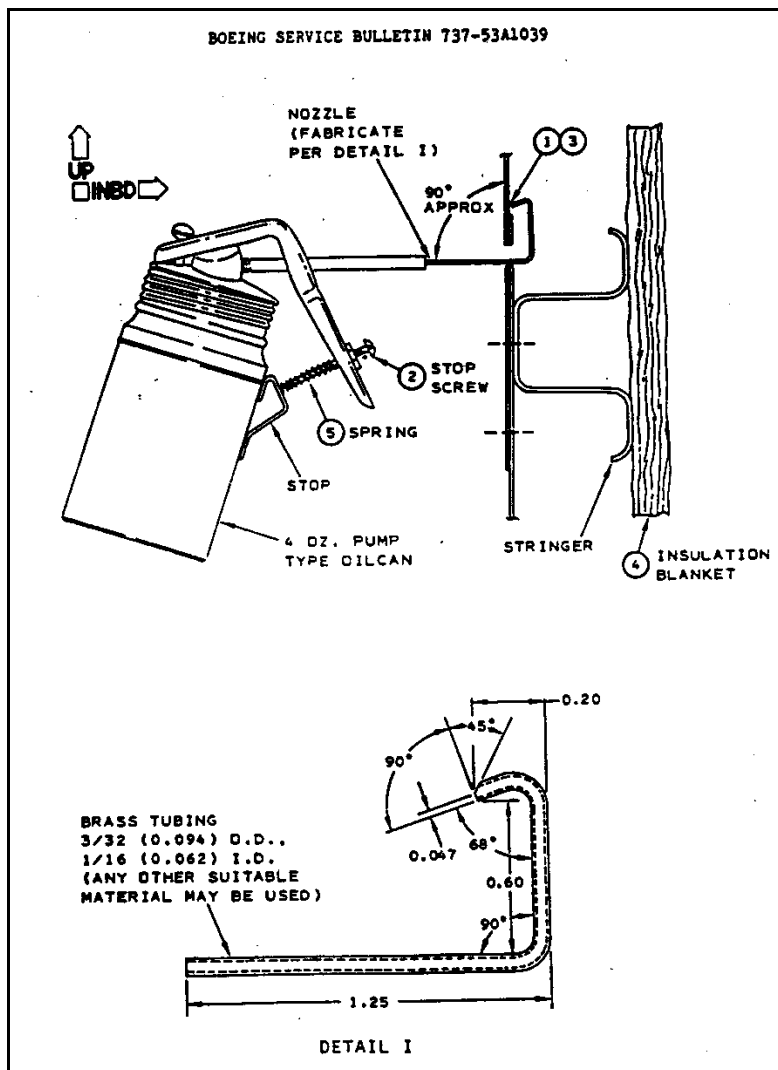 BOEING SERVICE BULLETIN 737-53A1039
NOZZLE
(FABRICATE
PER DETAIL I)
1 3
UP
INBD
90°
APPROX
2 STOP
SCREW
5 SPRING
STOP
4 OZ. PUMP
TYPE OILCAN
STRINGER
4 INSULATION
BLANKET
0.20
45°
90°
BRASS TUBING
3/32 (0.094) O.D.,
1/16 (0.062) I.D.
(ANY OTHER SUITABLE
MATERIAL MAY BE USED)
0.047
68°
0.60
90°
1.25
DETAIL I